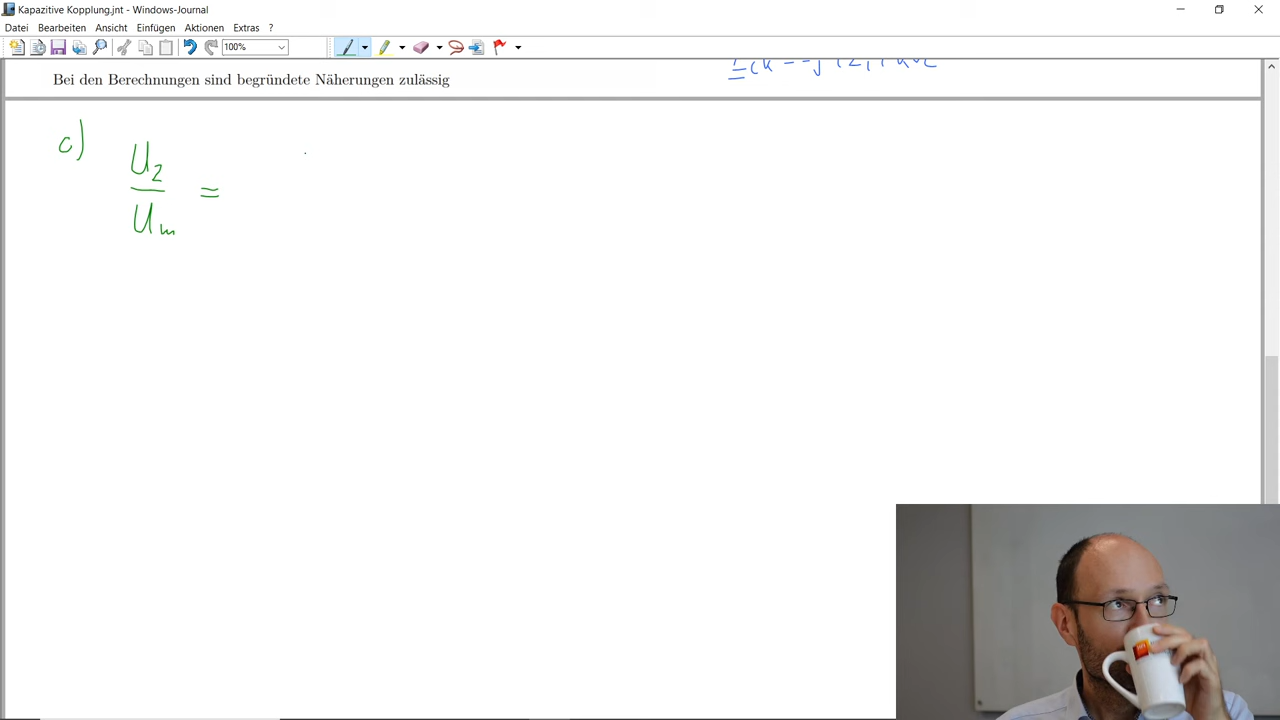 Kapazitive Kopplung.jnt - Windows-Journal
Datei Bearbeiten Ansicht Einfügen Aktionen Extras ?
100%
Bei den Berechnungen sind begründete Näherungen zulässig
c)
U2
=
Um